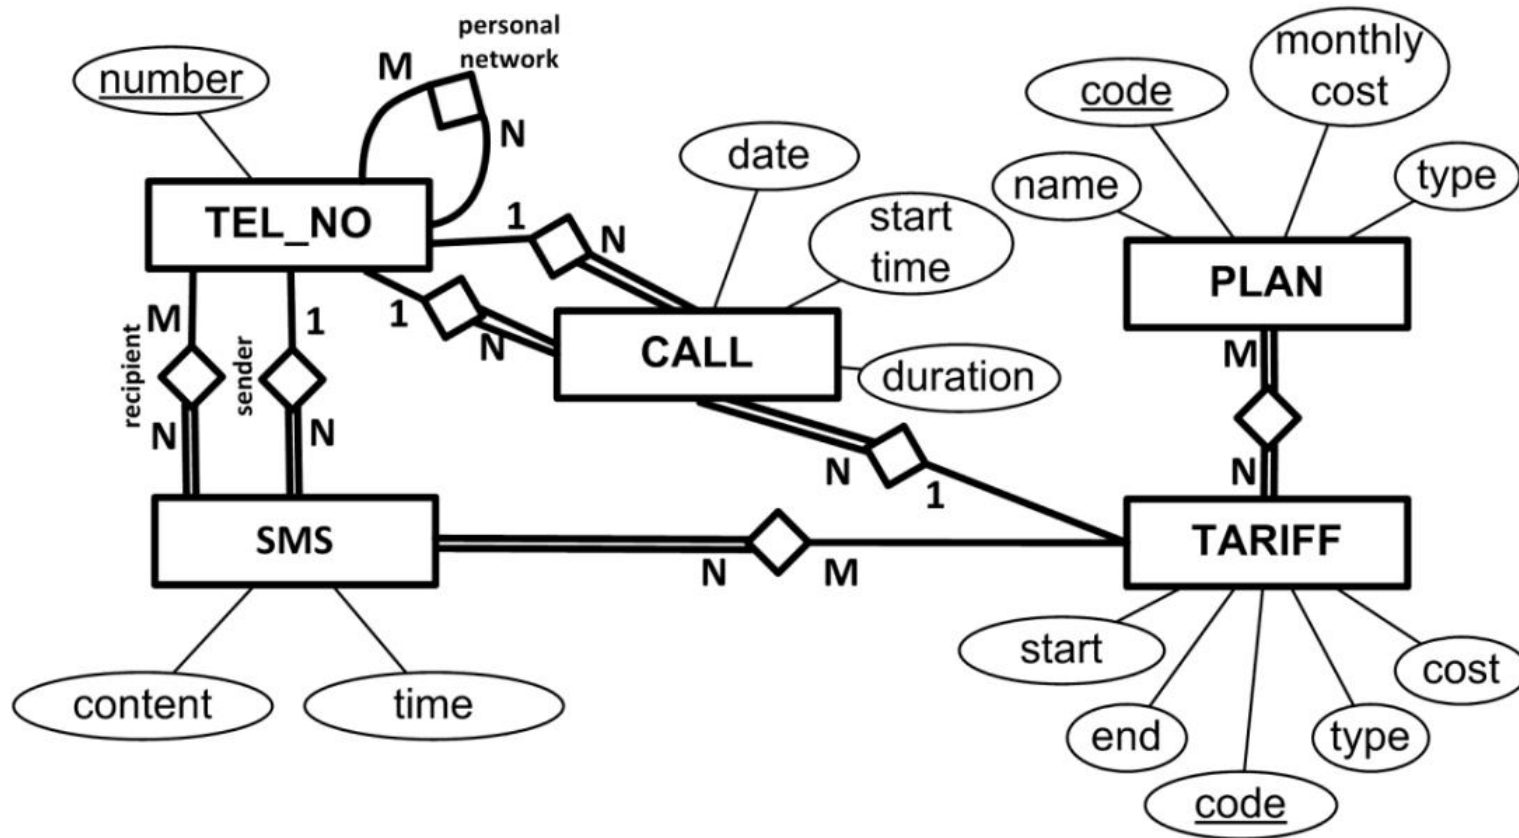 personal
network
M
number
N
monthly
cost
code
date
name
type
start
time
TEL_NO
1
N
PLAN
1
N
CALL
M
1
recipient
sender
N
N
duration
M
N
1
N
SMS
N
M
TARIFF
start
cost
content
time
end
type
code